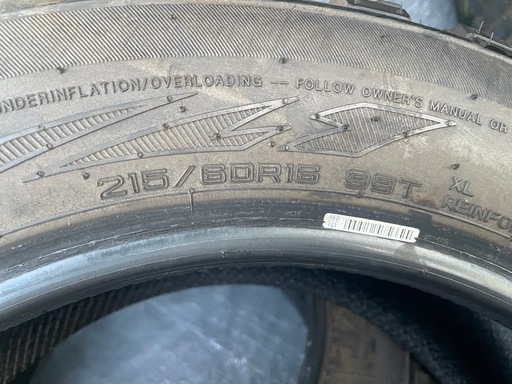 UNDERINFLATION/OVERLOADING -- FOLLOW OWNER'S MANUAL OR
215/60R16 99T XL
REINFO